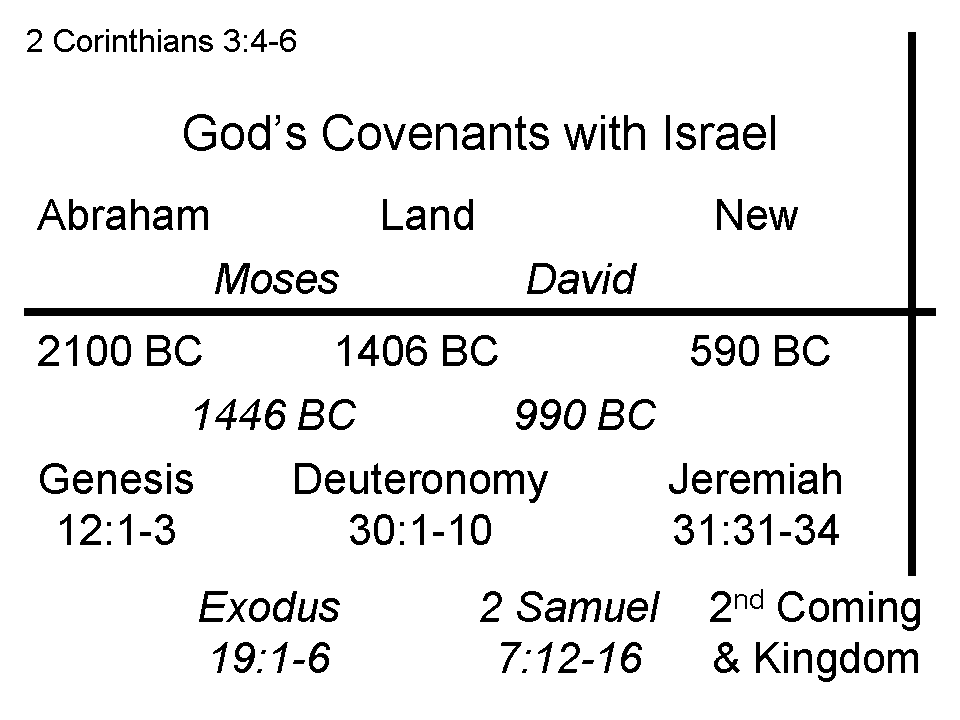 2 Corinthians 3:4-6
God’s Covenants with Israel
Abraham Land New
Moses David
2100 BC 1406 BC 590 BC
1446 BC 990 BC
Genesis Deuteronomy Jeremiah
12:1-3 30:1-10 31:31-34
Exodus 2 Samuel 2nd Coming
19:1-6 7:12-16 & Kingdom